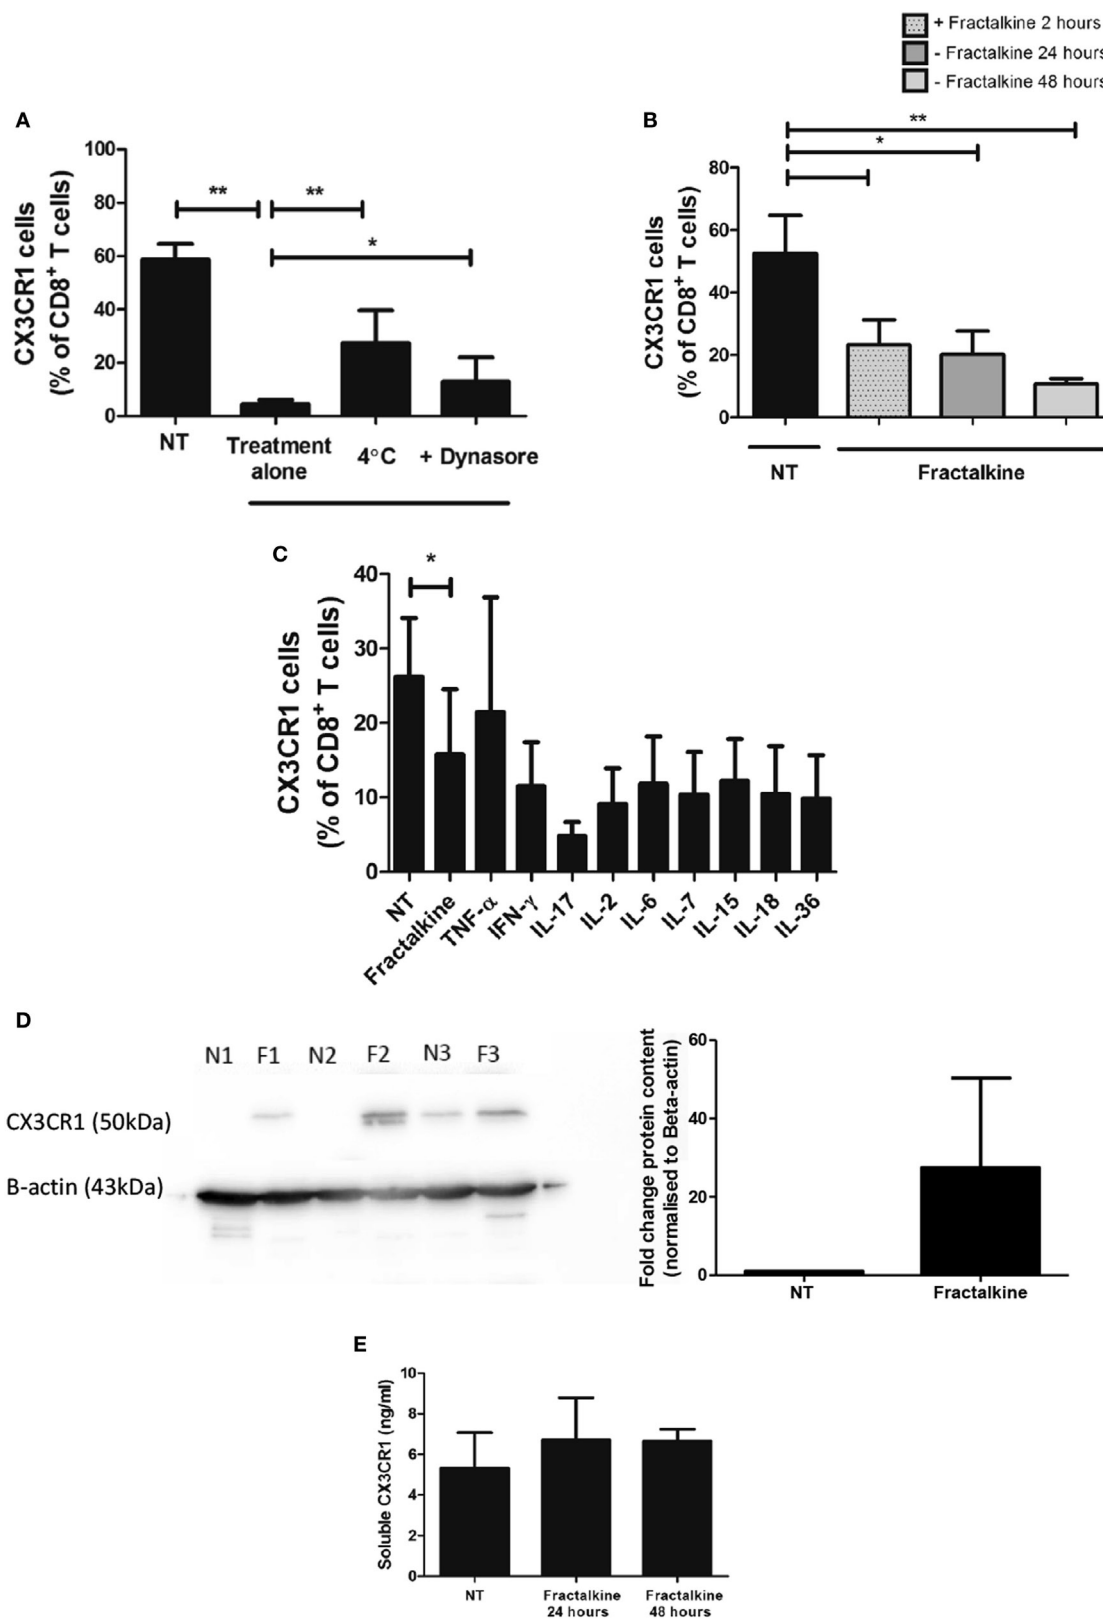 + Fractalkine 2 hours
- Fractalkine 24 hours
- Fractalkine 48 hours
A
CX3CR1 cells
(% of CD8+ T cells)
100
80
60
40
20
0
**
**
*
NT
Treatment
alone
4°C
+ Dynasore
B
CX3CR1 cells
(% of CD8+ T cells)
80
60
40
20
0
**
*
NT
Fractalkine
C
CX3CR1 cells
(% of CD8+ T cells)
40
30
20
10
0
*
NT
Fractalkine
TNF-α
IFN-γ
IL-17
IL-2
IL-6
IL-7
IL-15
IL-18
IL-36
D
N1 F1 N2 F2 N3 F3
CX3CR1 (50kDa)
B-actin (43kDa)
Fold change protein content
(normalised to Beta-actin)
60
40
20
0
NT
Fractalkine
E
Soluble CX3CR1 (ng/ml)
10
8
6
4
2
0
NT
Fractalkine
24 hours
Fractalkine
48 hours